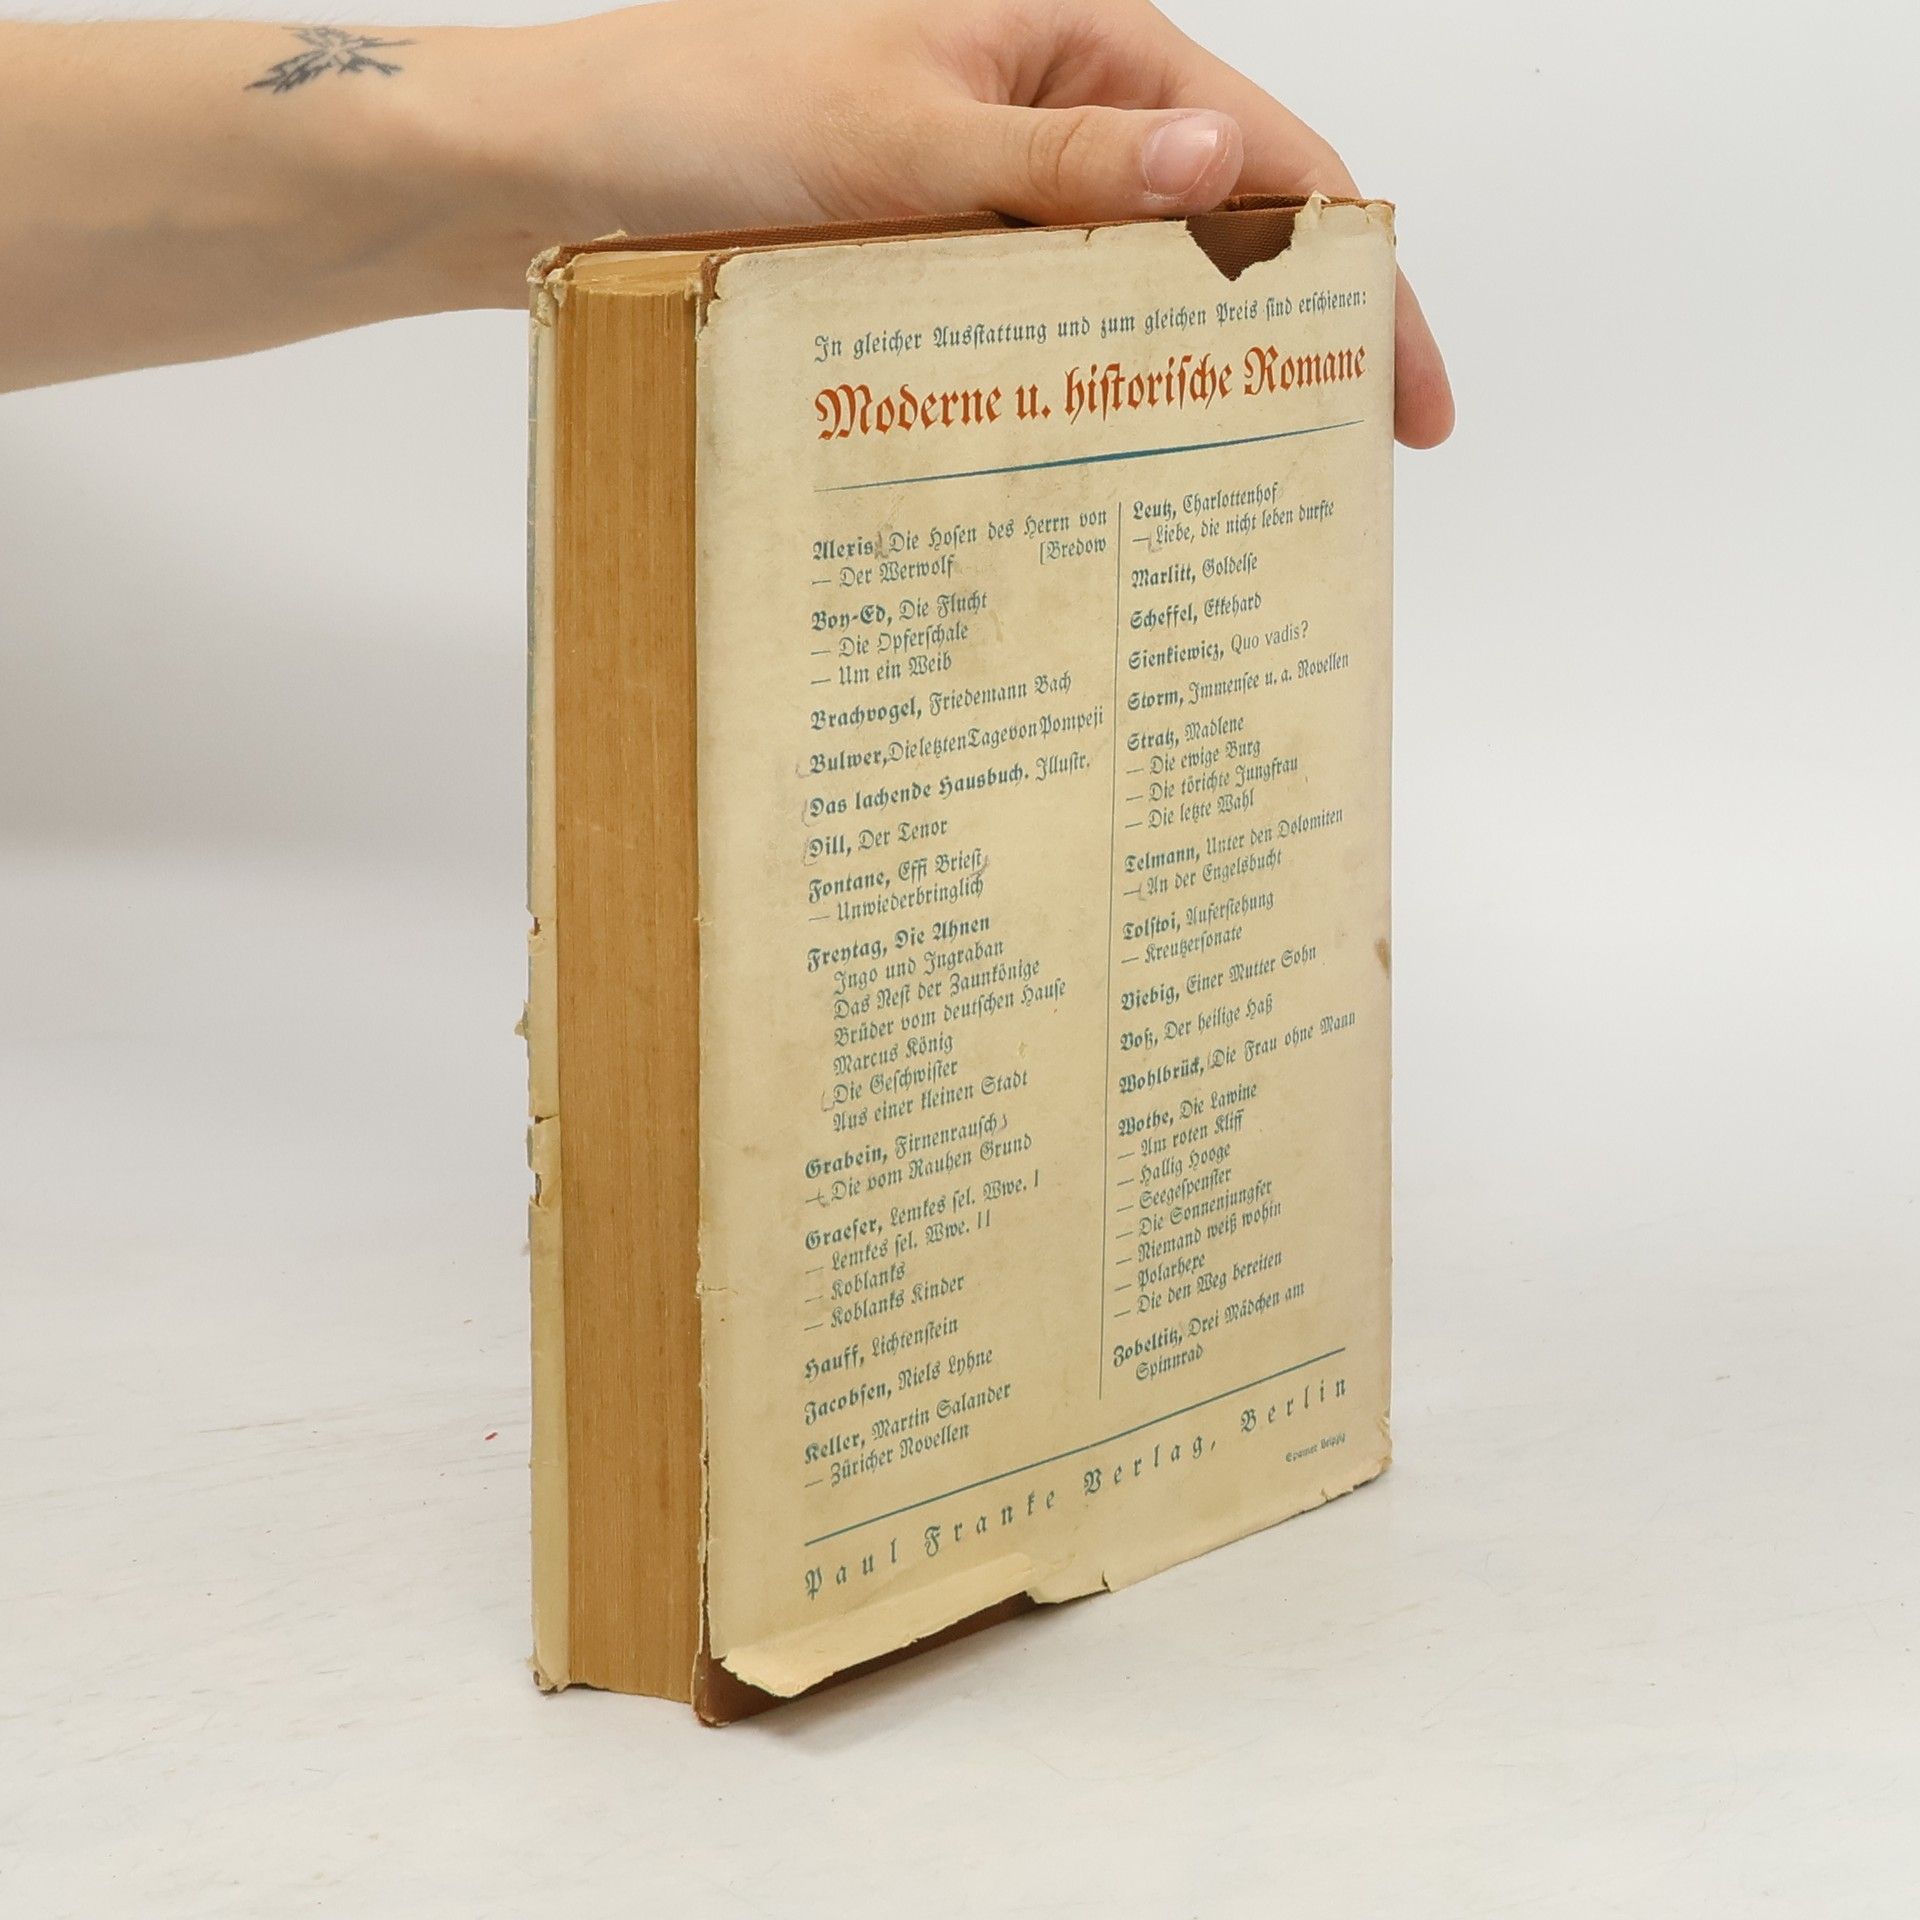 In gleicher Ausstattung und zum gleichen Preis sind erschienen:
Moderne u. historische Romane
Alexis, Die Hosen des Herrn von
[Bredow
— Der Werwolf
Boy-Ed, Die Flucht
— Die Opferschale
— Um ein Weib
Brachvogel, Friedemann Bach
Bulwer, Die letzten Tage von Pompeji
Das lachende Hausbuch. Illustr.
Dill, Der Tenor
Fontane, Effi Briest
— Unwiederbringlich
Freytag, Die Ahnen
Ingo und Ingraban
Das Nest der Zaunkönige
Brüder vom deutschen Hause
Marcus König
Die Geschwister
Aus einer kleinen Stadt
Grabein, Firnenrausch
— Die vom Rauhen Grund
Graeser, Lemkes sel. Wwe. I
— Lemkes sel. Wwe. II
— Koblanks
— Koblanks Kinder
Hauff, Lichtenstein
Jacobsen, Niels Lyhne
Keller, Martin Salander
— Züricher Novellen
Leutz, Charlottenhof
— Liebe, die nicht leben durfte
Marlitt, Goldelse
Scheffel, Ekkehard
Sienkiewicz, Quo vadis?
Storm, Immensee u. a. Novellen
Stratz, Madlene
— Die ewige Burg
— Die törichte Jungfrau
— Die letzte Wahl
Telmann, Unter den Dolomiten
— An der Engelsbucht
Tolstoi, Auferstehung
— Kreutzersonate
Viebig, Einer Mutter Sohn
Voß, Der heilige Haß
Wohlbrück, Die Frau ohne Mann
Wothe, Die Lawine
— Am roten Kliff
— Hallig Hooge
— Seegespenster
— Die Sonnenjungfer
— Niemand weiß wohin
— Polarhexe
— Die den Weg bereiten
Zobeltitz, Drei Mädchen am
Spinnrad
Paul Franke Verlag, Berlin
Spamer Leipzig